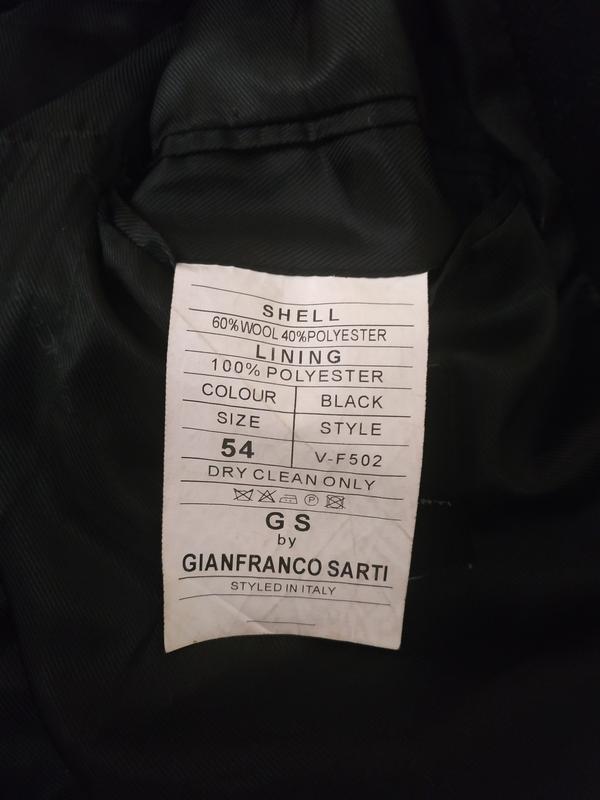 SHELL
60% WOOL 40% POLYESTER
LINING
100% POLYESTER
COLOUR BLACK
SIZE STYLE
54 V-F502
DRY CLEAN ONLY
P
G S
by
GIANFRANCO SARTI
STYLED IN ITALY